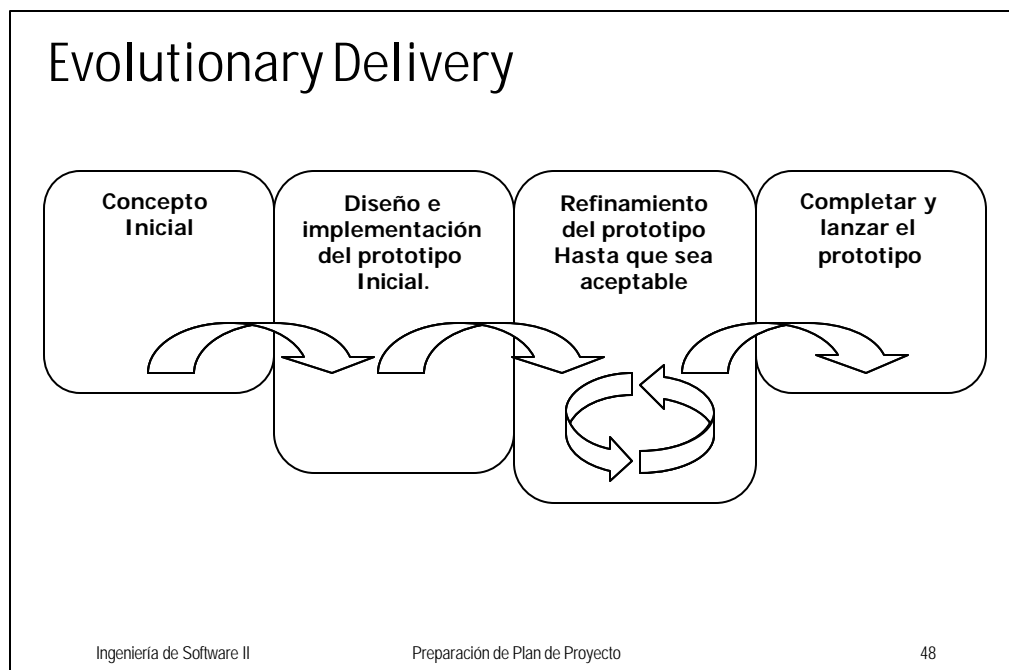 Evolutionary Delivery
Concepto
Inicial
Diseño e
implementación
del prototipo
Inicial.
Refinamiento
del prototipo
Hasta que sea
aceptable
Completar y
lanzar el
prototipo
Ingeniería de Software II
Preparación de Plan de Proyecto
48